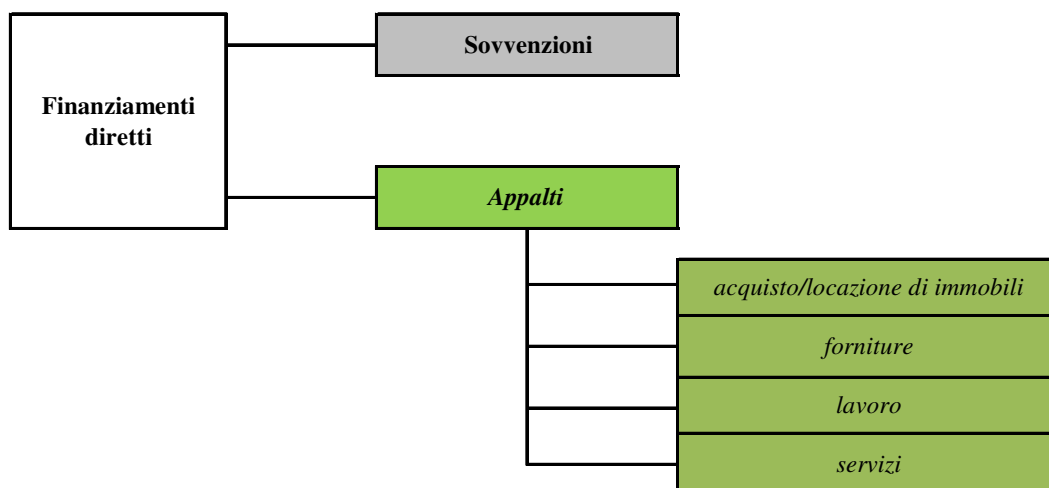 Finanziamenti
diretti
Sovvenzioni
Appalti
acquisto/locazione di immobili
forniture
lavoro
servizi